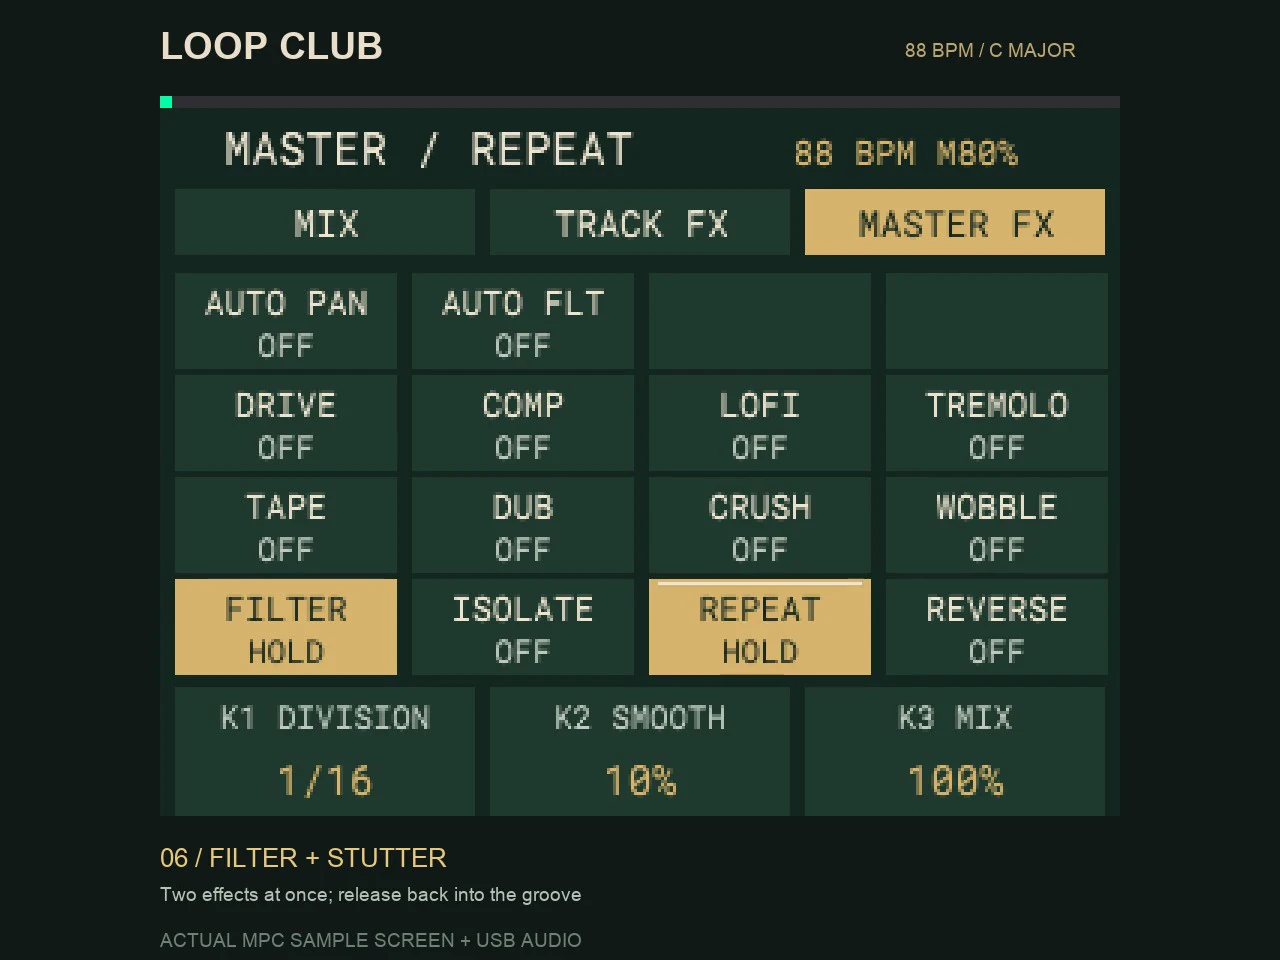 LOOP CLUB
88 BPM / C MAJOR
MASTER / REPEAT
88 BPM M80%
MIX
TRACK FX
MASTER FX
AUTO PAN
OFF
AUTO FLT
OFF
DRIVE
OFF
COMP
OFF
LOFI
OFF
TREMOLO
OFF
TAPE
OFF
DUB
OFF
CRUSH
OFF
WOBBLE
OFF
FILTER
HOLD
ISOLATE
OFF
REPEAT
HOLD
REVERSE
OFF
K1 DIVISION
1/16
K2 SMOOTH
10%
K3 MIX
100%
06 / FILTER + STUTTER
Two effects at once; release back into the groove
ACTUAL MPC SAMPLE SCREEN + USB AUDIO